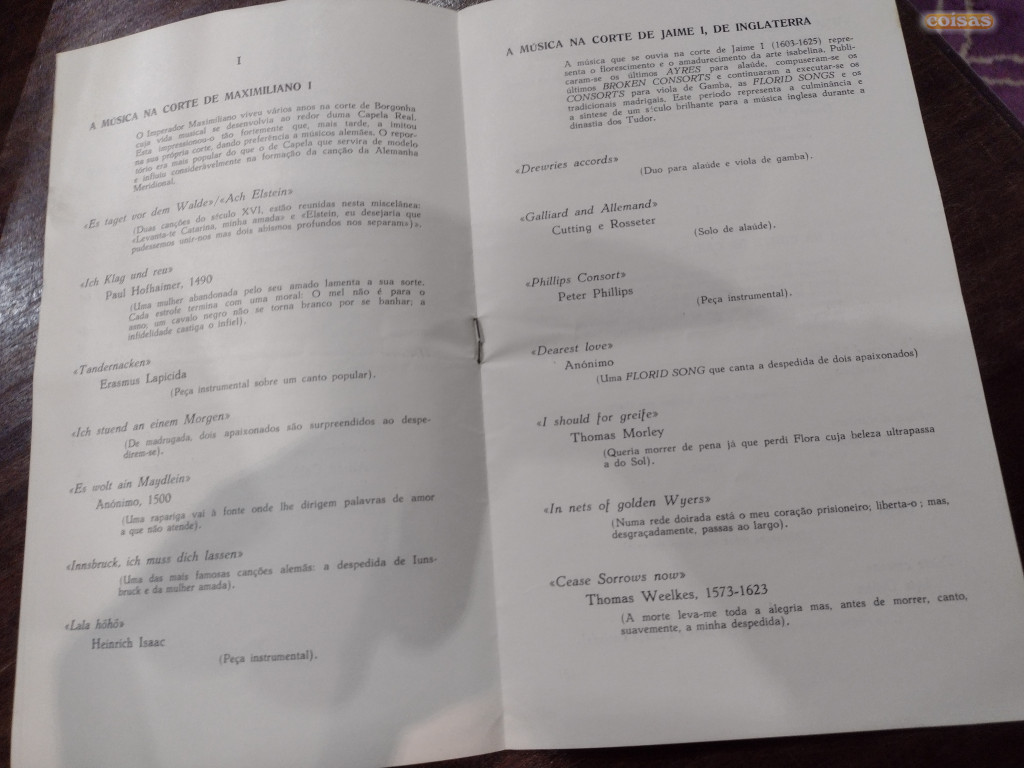 I
A MÚSICA NA CORTE DE MAXIMILIANO I
O Imperador Maximiliano viveu vários anos na corte de Borgonha
cuja vida musical se desenvolvia ao redor duma Capela Real.
Esta impressionou-o tão fortemente que, mais tarde, a imitou
na sua própria corte, dando preferência a músicos alemães. O repor-
tório era mais popular do que o de Capela que servira de modelo
e influiu consideràvelmente na formação da canção da Alemanha
Meridional.
«Es taget vor dem Walde»/«Ach Elstein»
(Duas canções do século XVI, estão reunidas nesta miscelânea:
«Levanta-te Catarina, minha amada» e «Elstein, eu desejaria que
pudessemos unir-nos mas dois abismos profundos nos separam»)».
«Ich Klag und reu»
Paul Hofhaimer, 1490
(Uma mulher abandonada pelo seu amado lamenta a sua sorte.
Cada estrofe termina com uma moral: O mel não é para o
asno; um cavalo negro não se torna branco por se banhar; a
infidelidade castiga o infiel).
«Tandernacken»
Erasmus Lapicida
(Peça instrumental sobre um canto popular).
«Ich stuend an einem Morgen»
(De madrugada, dois apaixonados são surpreendidos ao despe-
direm-se).
«Es wolt ain Magdlein»
Anónimo, 1500
(Uma rapariga vai à fonte onde lhe dirigem palavras de amor
a que não atende).
«Innsbruck, ich muss dich lassen»
(Uma das mais famosas canções alemãs: a despedida de Iuns-
bruck e da mulher amada).
«Lala hôhô»
Heinrich Isaac
(Peça instrumental).
A MÚSICA NA CORTE DE JAIME I, DE INGLATERRA
A música que se ouvia na corte de Jaime I (1603-1625) repre-
senta o florescimento e o amadurecimento da arte isabelina. Publi-
caram-se os últimos AYRES para alaúde, compuseram-se os
últimos BROKEN CONSORTS e continuaram a executar-se os
CONSORTS para viola de Gamba, as FLORID SONGS e os
tradicionais madrigais. Este período representa a culminância e
a síntese de um século brilhante para a música inglesa durante a
dinastia dos Tudor.
«Drewries accords»
(Duo para alaúde e viola de gamba).
«Galliard and Allemand»
Cutting e Rosseter
(Solo de alaúde).
«Phillips Consort»
Peter Phillips
(Peça instrumental).
«Dearest love»
Anónimo
(Uma FLORID SONG que canta a despedida de dois apaixonados)
«I should for greife»
Thomas Morley
(Queria morrer de pena já que perdi Flora cuja beleza ultrapassa
a do Sol).
«In nets of golden Wyers»
(Numa rede doirada está o meu coração prisioneiro; liberta-o; mas,
desgraçadamente, passas ao largo).
«Cease Sorrows now»
Thomas Weelkes, 1573-1623
(A morte leva-me toda a alegria mas, antes de morrer, canto,
suavemente, a minha despedida).
coisas